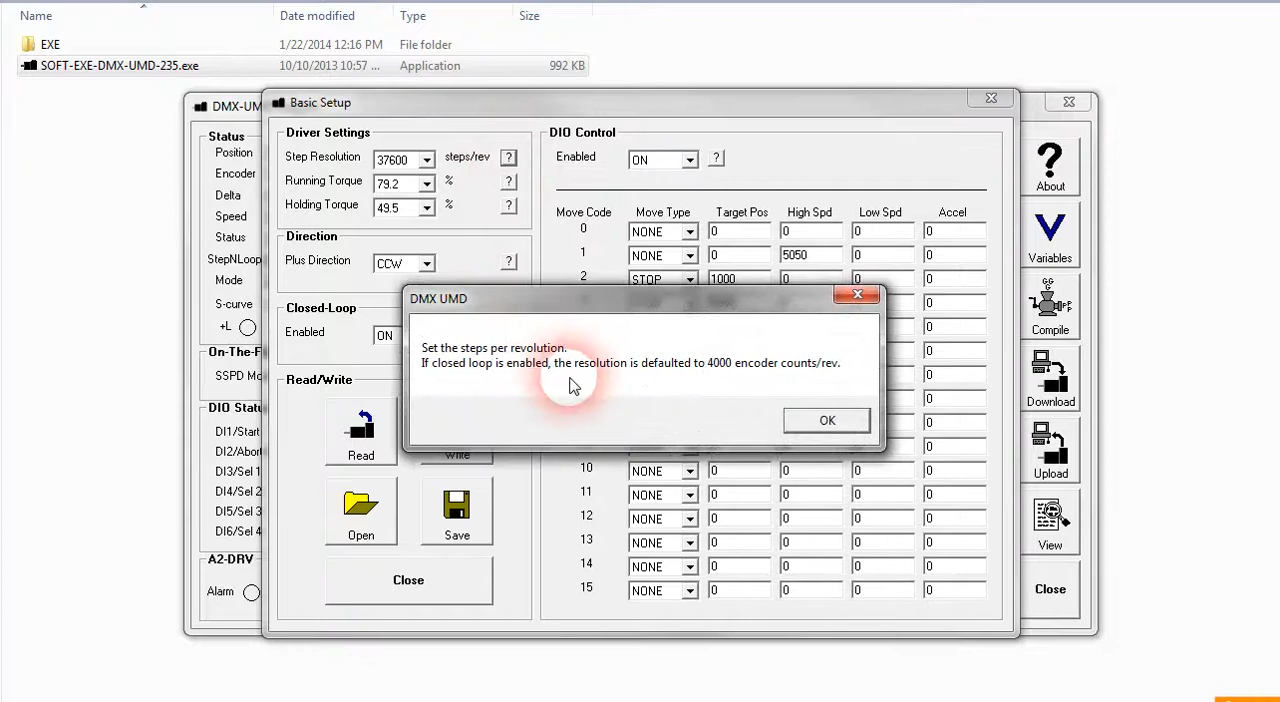 Name Date modified Type Size
EXE 1/22/2014 12:16 PM File folder
SOFT-EXE-DMX-UMD-235.exe 10/10/2013 10:57 ... Application 992 KB
DMX-UM
Basic Setup
Status
Position
Encoder
Delta
Speed
Status
StepNLoop
Mode
S-curve
+L
On-The-F
SSPD Mo
DIO Statu
DI1/Start
DI2/Abort
DI3/Sel 1
DI4/Sel 2
DI5/Sel 3
DI6/Sel 4
A2-DRV
Alarm
Driver Settings
Step Resolution 37600 steps/rev ?
Running Torque 79.2 % ?
Holding Torque 49.5 % ?
Direction
Plus Direction CCW ?
Closed-Loop
Enabled ON
Read/Write
Read
Write
Open
Save
Close
DIO Control
Enabled ON ?
Move Code Move Type Target Pos High Spd Low Spd Accel
0 NONE 0 0 0 0
1 NONE 0 5050 0 0
2 STOP 1000 0 0 0
0
0
0
0
0
0
0
10 NONE 0 0 0 0
11 NONE 0 0 0 0
12 NONE 0 0 0 0
13 NONE 0 0 0 0
14 NONE 0 0 0 0
15 NONE 0 0 0 0
DMX UMD
Set the steps per revolution.
If closed loop is enabled, the resolution is defaulted to 4000 encoder counts/rev.
OK
?
About
V
Variables
Compile
Download
Upload
View
Close